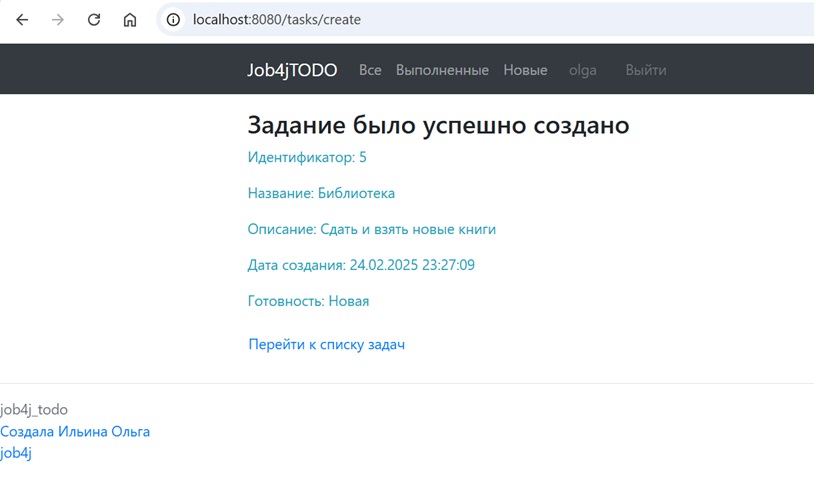 localhost:8080/tasks/create
Job4jTODO Все Выполненные Новые olga Выйти
Задание было успешно создано
Идентификатор: 5
Название: Библиотека
Описание: Сдать и взять новые книги
Дата создания: 24.02.2025 23:27:09
Готовность: Новая
Перейти к списку задач
job4j_todo
Создала Ильина Ольга
job4j